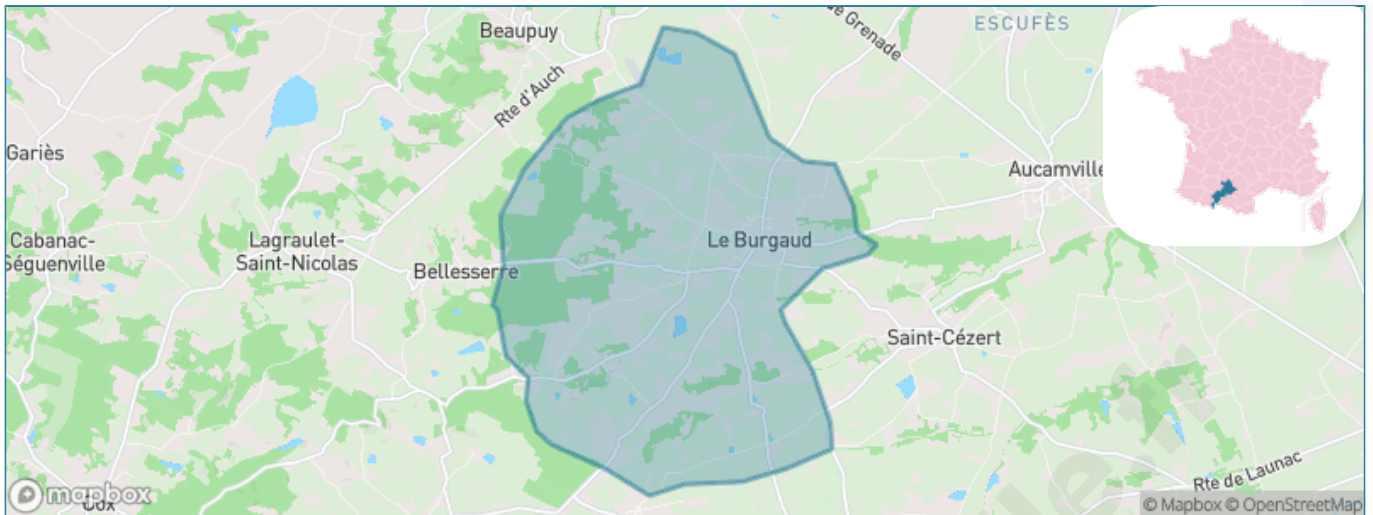 Beaupuy
Rte d'Auch
de Grenade
ESCUFÈS
Gariès
Aucamville
Cabanac-
Séguenville
Lagraulet-
Saint-Nicolas
Bellesserre
Le Burgaud
Saint-Cézert
Rte de Launac
Cox
mapbox
© Mapbox © OpenStreetMap